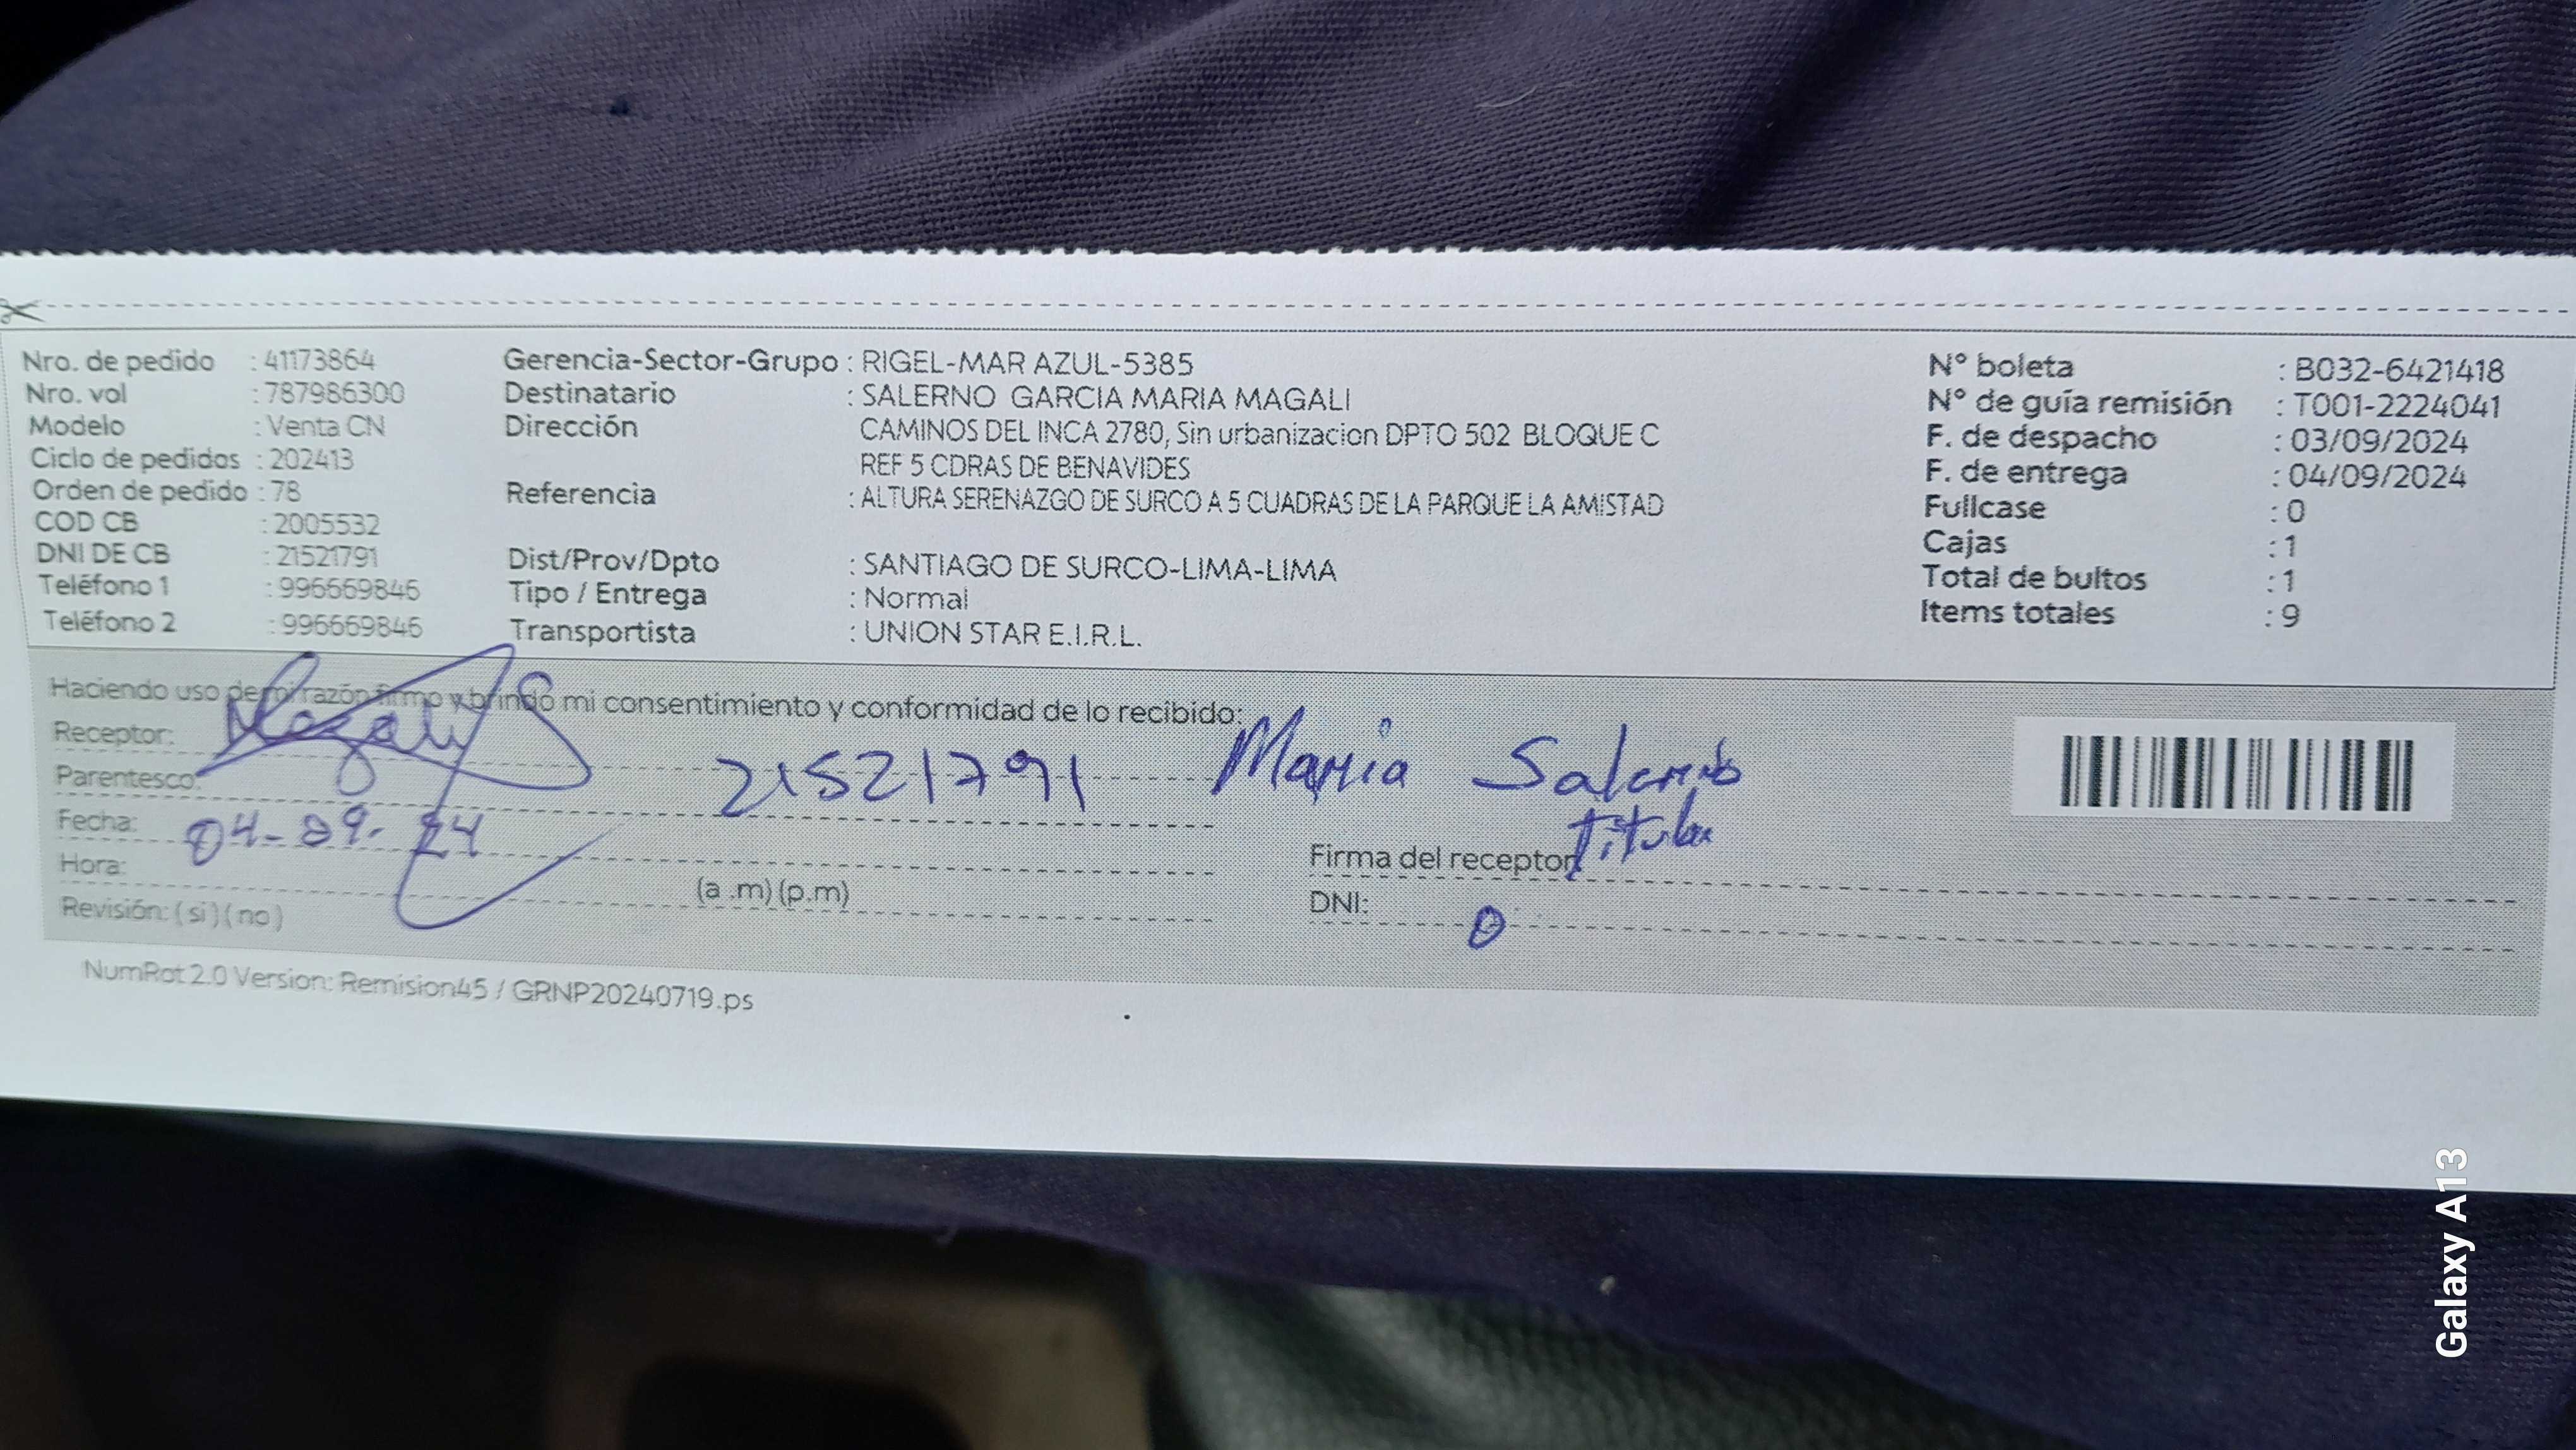 Nro. de pedido : 41173864
Nro. vol : 787986300
Modelo : Venta CN
Ciclo de pedidos : 202413
Orden de pedido : 78
COD CB : 2005532
DNI DE CB : 21521791
Teléfono 1 : 996669846
Teléfono 2 : 996669846
Gerencia-Sector-Grupo : RIGEL-MAR AZUL-5385
Destinatario : SALERNO GARCIA MARIA MAGALI
Dirección CAMINOS DEL INCA 2780, Sin urbanizacion DPTO 502 BLOQUE C
REF 5 CDRAS DE BENAVIDES
Referencia : ALTURA SERENAZGO DE SURCO A 5 CUADRAS DE LA PARQUE LA AMISTAD
Dist/Prov/Dpto : SANTIAGO DE SURCO-LIMA-LIMA
Tipo / Entrega : Normal
Transportista : UNION STAR E.I.R.L.
N° boleta : B032-6421418
N° de guía remisión : T001-2224041
F. de despacho : 03/09/2024
F. de entrega : 04/09/2024
Fullcase : 0
Cajas : 1
Total de bultos : 1
Items totales : 9
Haciendo uso de mi razón firmo y brindo mi consentimiento y conformidad de lo recibido:
Receptor: Magaly S
Parentesco: 21521791 Maria Salerno
Titular
Fecha: 04-09-24
Hora: (a .m) (p.m)
Revisión: ( si ) ( no )
Firma del receptor:
DNI:
NumRot 2.0 Version: Remision45 / GRNP20240719.ps
Galaxy A13